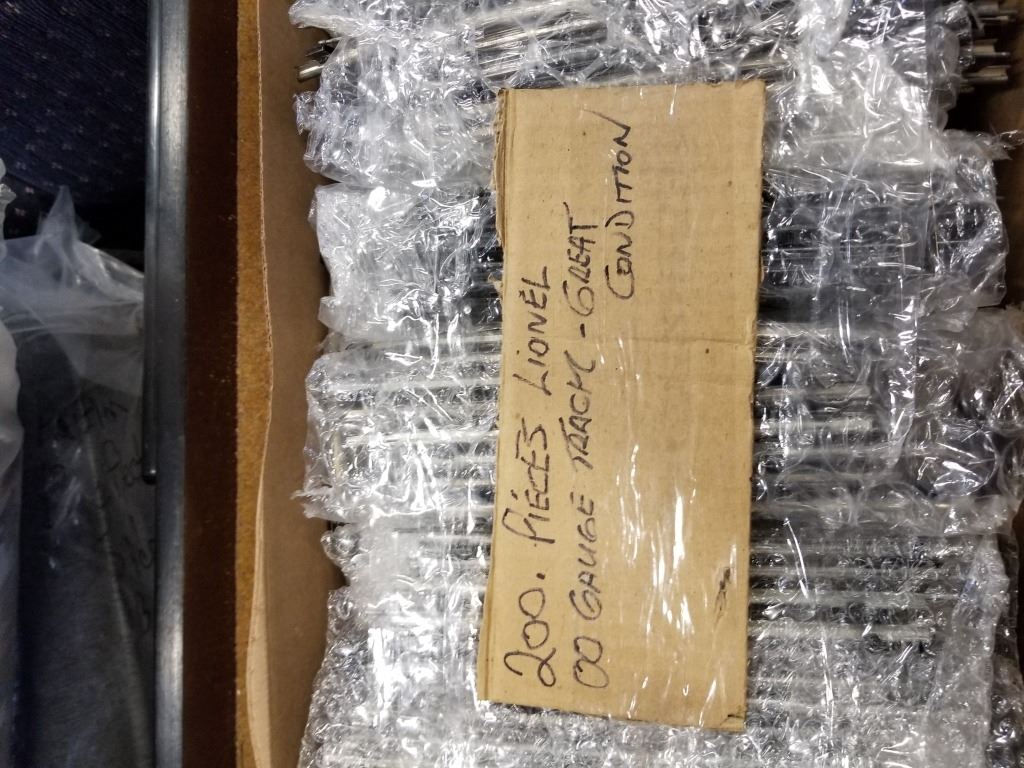 200. PIECES LIONEL
OO GAUGE TRACK - GREAT
CONDITION